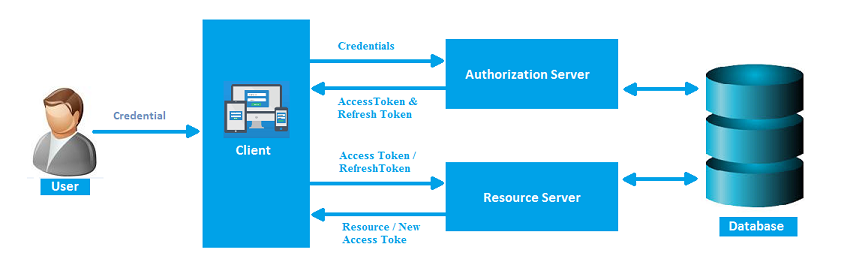 Credentials
Authorization Server
AccessToken &
Refresh Token
Credential
Client
Access Token /
RefreshToken
User
Resource Server
Resource / New
Access Toke
Database